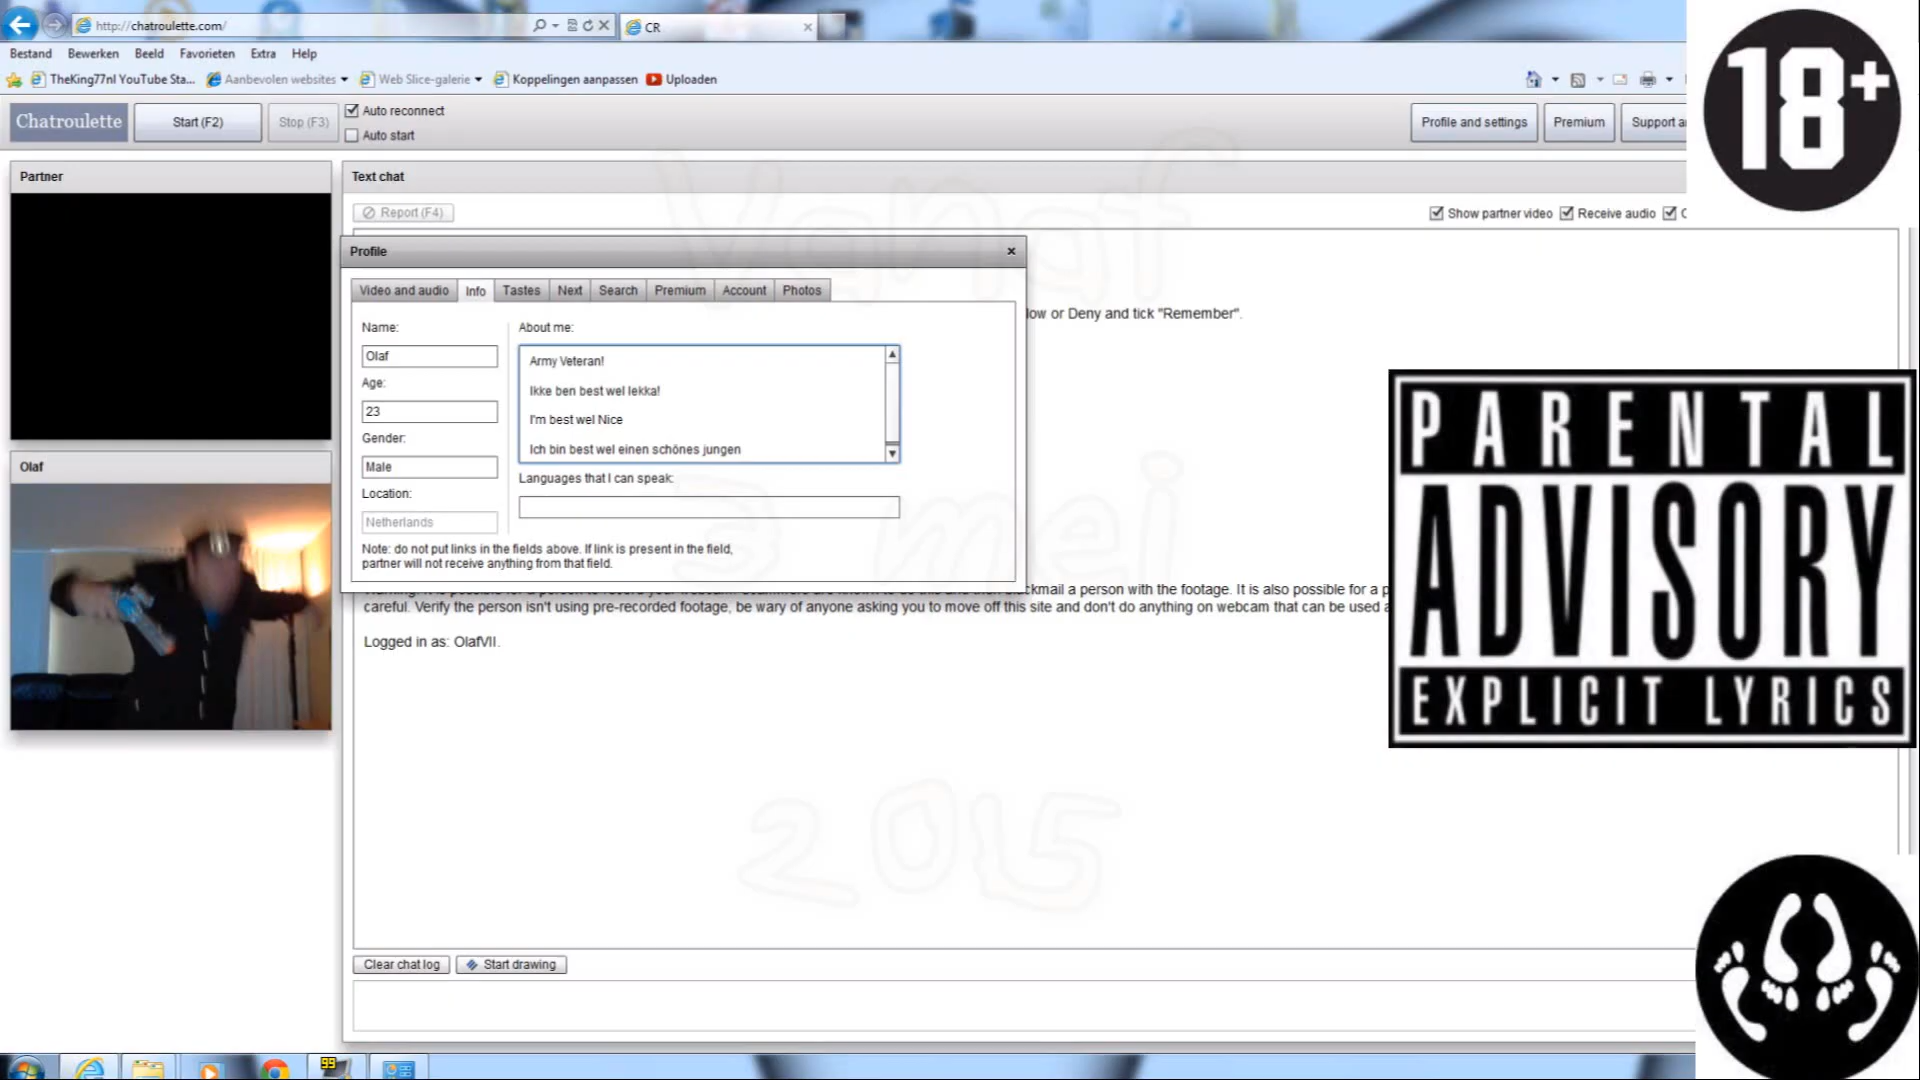 http://chatroulette.com/
CR
Bestand Bewerken Beeld Favorieten Extra Help
TheKing77nl YouTube Sta... Aanbevolen websites Web Slice-galerie Koppelingen aanpassen Uploaden
Chatroulette Start (F2) Stop (F3)
Auto reconnect
Auto start
Profile and settings Premium Support a
18+
Partner
Text chat
Report (F4)
Show partner video Receive audio
Vanaf
Profile
Video and audio Info Tastes Next Search Premium Account Photos
low or Deny and tick "Remember".
Name:
Olaf
Age:
23
Gender:
Male
Location:
Netherlands
About me:
Army Veteran!
Ikke ben best wel lekka!
I'm best wel Nice
Ich bin best wel einen schönes jungen
Languages that I can speak:
Note: do not put links in the fields above. If link is present in the field,
partner will not receive anything from that field.
3 mei
Olaf
ckmail a person with the footage. It is also possible for a p
careful. Verify the person isn't using pre-recorded footage, be wary of anyone asking you to move off this site and don't do anything on webcam that can be used a
Logged in as: OlafVII.
PARENTAL
ADVISORY
EXPLICIT LYRICS
2015
Clear chat log Start drawing
99